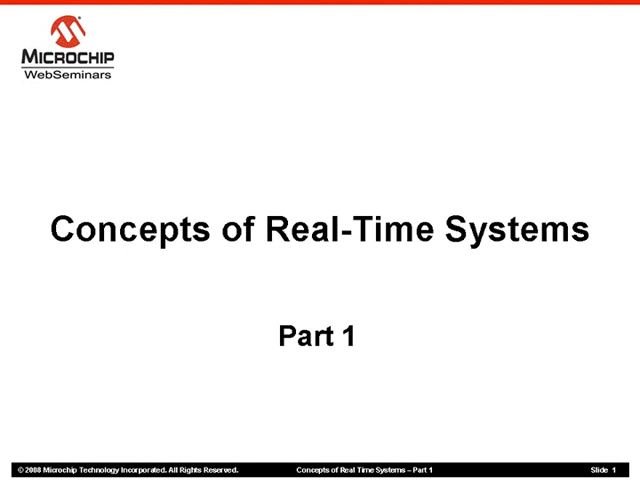 MICROCHIP
WebSeminars
Concepts of Real-Time Systems
Part 1
© 2008 Microchip Technology Incorporated. All Rights Reserved. Concepts of Real Time Systems – Part 1 Slide 1